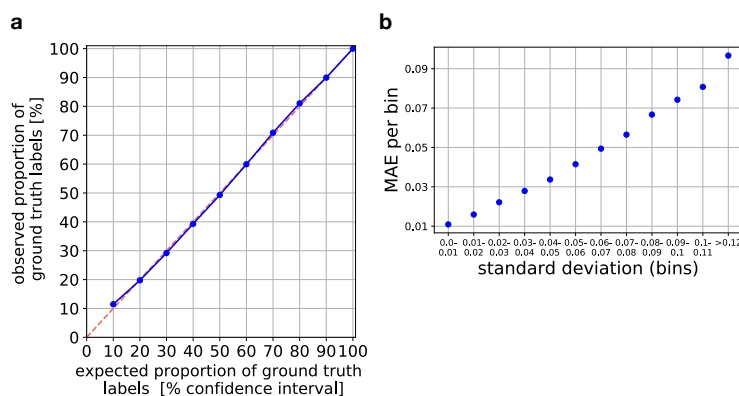 a
100
90
80
70
60
50
40
30
20
10
0
observed proportion of
ground truth labels [%]
0 10 20 30 40 50 60 70 80 90 100
expected proportion of ground truth
labels [% confidence interval]
b
0.09
0.07
0.05
0.03
0.01
MAE per bin
0.0- 0.01- 0.02- 0.03- 0.04- 0.05- 0.06- 0.07- 0.08- 0.09- 0.1- >0.12
0.01 0.02 0.03 0.04 0.05 0.06 0.07 0.08 0.09 0.1 0.11
standard deviation (bins)